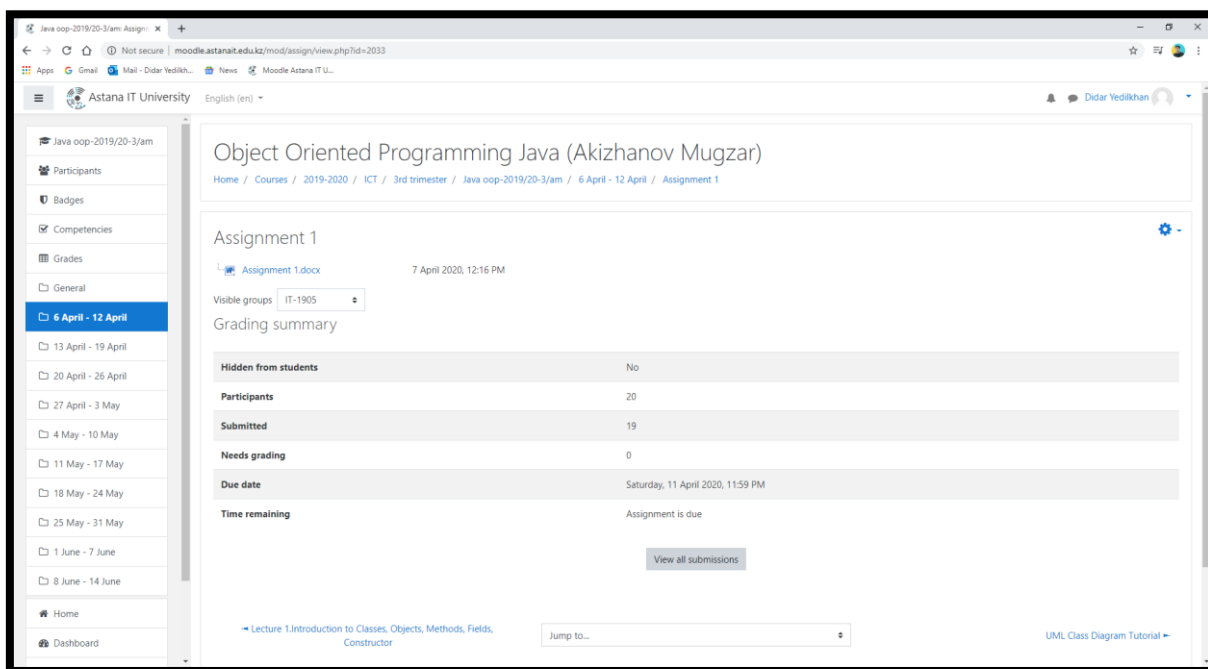 Java oop-2019/20-3/am: Assign
Not secure | moodle.astanait.edu.kz/mod/assign/view.php?id=2033
Apps Gmail Mail - Didar Yedilkh... News Moodle Astana IT U...
Astana IT University English (en) Didar Yedilkhan
Java oop-2019/20-3/am
Participants
Badges
Competencies
Grades
General
6 April - 12 April
13 April - 19 April
20 April - 26 April
27 April - 3 May
4 May - 10 May
11 May - 17 May
18 May - 24 May
25 May - 31 May
1 June - 7 June
8 June - 14 June
Home
Dashboard
Object Oriented Programming Java (Akizhanov Mugzar)
Home / Courses / 2019-2020 / ICT / 3rd trimester / Java oop-2019/20-3/am / 6 April - 12 April / Assignment 1
Assignment 1
Assignment 1.docx 7 April 2020, 12:16 PM
Visible groups IT-1905
Grading summary
Hidden from students No
Participants 20
Submitted 19
Needs grading 0
Due date Saturday, 11 April 2020, 11:59 PM
Time remaining Assignment is due
View all submissions
◄ Lecture 1.Introduction to Classes, Objects, Methods, Fields,
Constructor
Jump to...
UML Class Diagram Tutorial ►